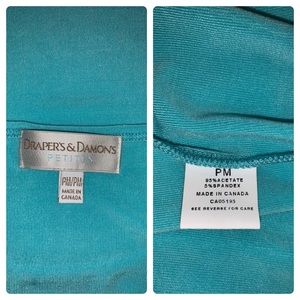 DRAPER'S & DAMON'S
PETITES
PM/PM
MADE IN
CANADA
PM
95% ACETATE
5% SPANDEX
MADE IN CANADA
CA05195
SEE REVERSE FOR CARE